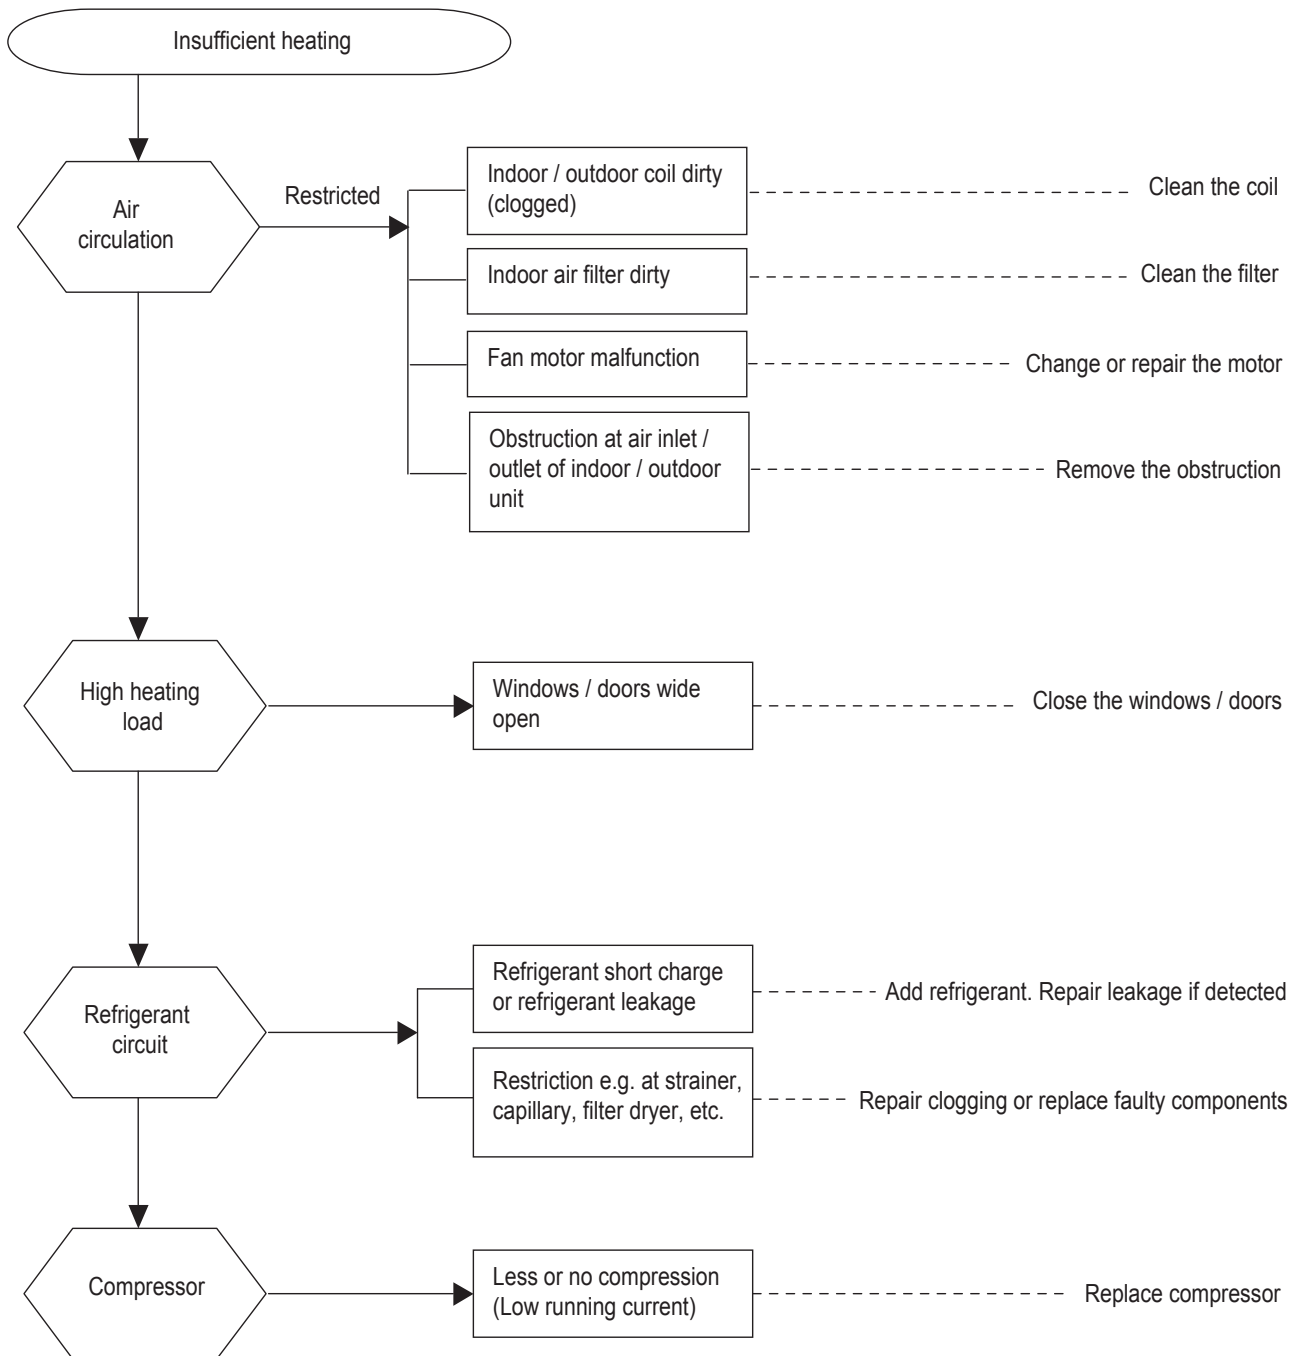 Insufficient heating
Air
circulation
Restricted
Indoor / outdoor coil dirty
(clogged)
Clean the coil
Indoor air filter dirty
Clean the filter
Fan motor malfunction
Change or repair the motor
Obstruction at air inlet /
outlet of indoor / outdoor
unit
Remove the obstruction
High heating
load
Windows / doors wide
open
Close the windows / doors
Refrigerant
circuit
Refrigerant short charge
or refrigerant leakage
Add refrigerant. Repair leakage if detected
Restriction e.g. at strainer,
capillary, filter dryer, etc.
Repair clogging or replace faulty components
Compressor
Less or no compression
(Low running current)
Replace compressor